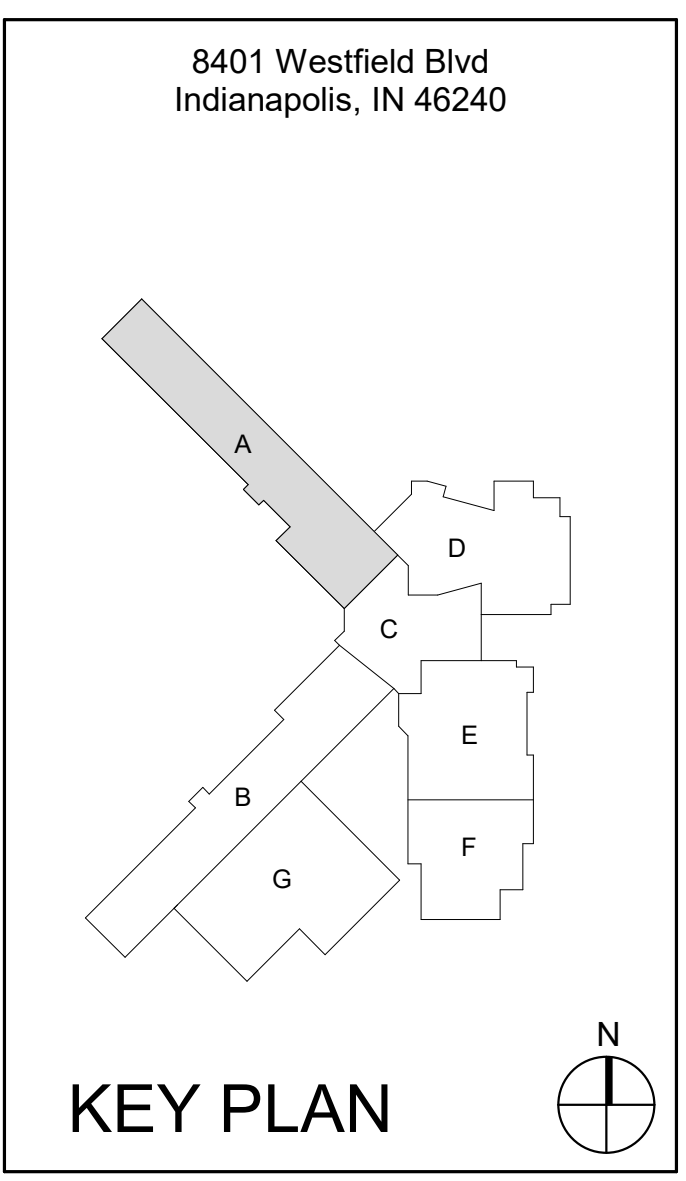 8401 Westfield Blvd
Indianapolis, IN 46240
A
D
C
E
B
F
G
N
KEY PLAN